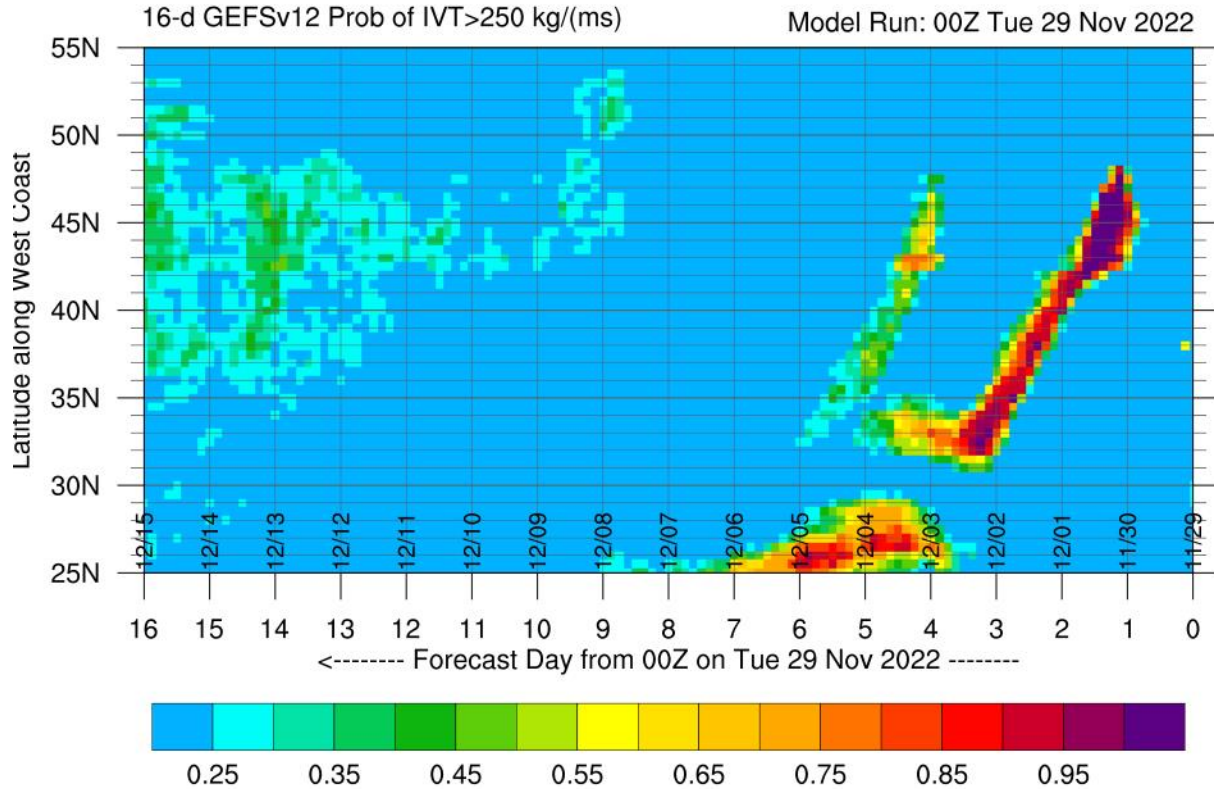 16-d GEFSv12 Prob of IVT>250 kg/(ms) Model Run: 00Z Tue 29 Nov 2022
Latitude along West Coast
55N
50N
45N
40N
35N
30N
25N
12/15 12/14 12/13 12/12 12/11 12/10 12/09 12/08 12/07 12/06 12/05 12/04 12/03 12/02 12/01 11/30 11/29
16 15 14 13 12 11 10 9 8 7 6 5 4 3 2 1 0
<-------- Forecast Day from 00Z on Tue 29 Nov 2022 --------
0.25 0.35 0.45 0.55 0.65 0.75 0.85 0.95